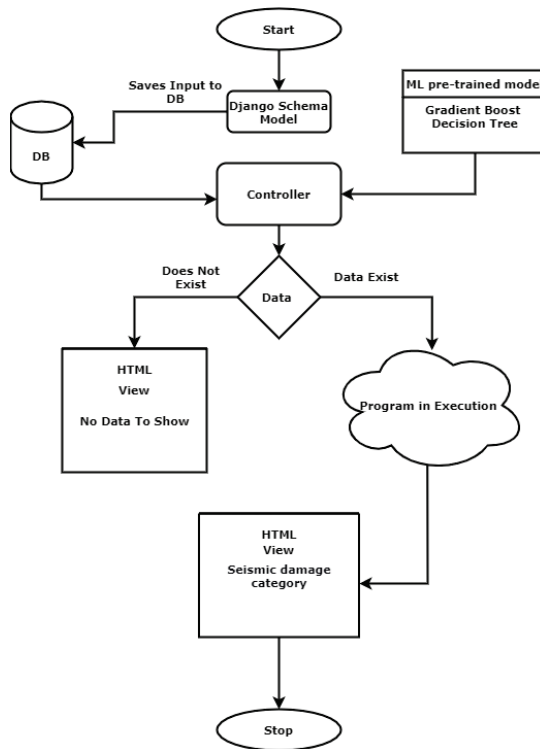 Start
Saves Input to
DB
Django Schema
Model
ML pre-trained model
Gradient Boost
Decision Tree
DB
Controller
Does Not
Exist
Data
Data Exist
HTML
View
No Data To Show
Program in Execution
HTML
View
Seismic damage
category
Stop